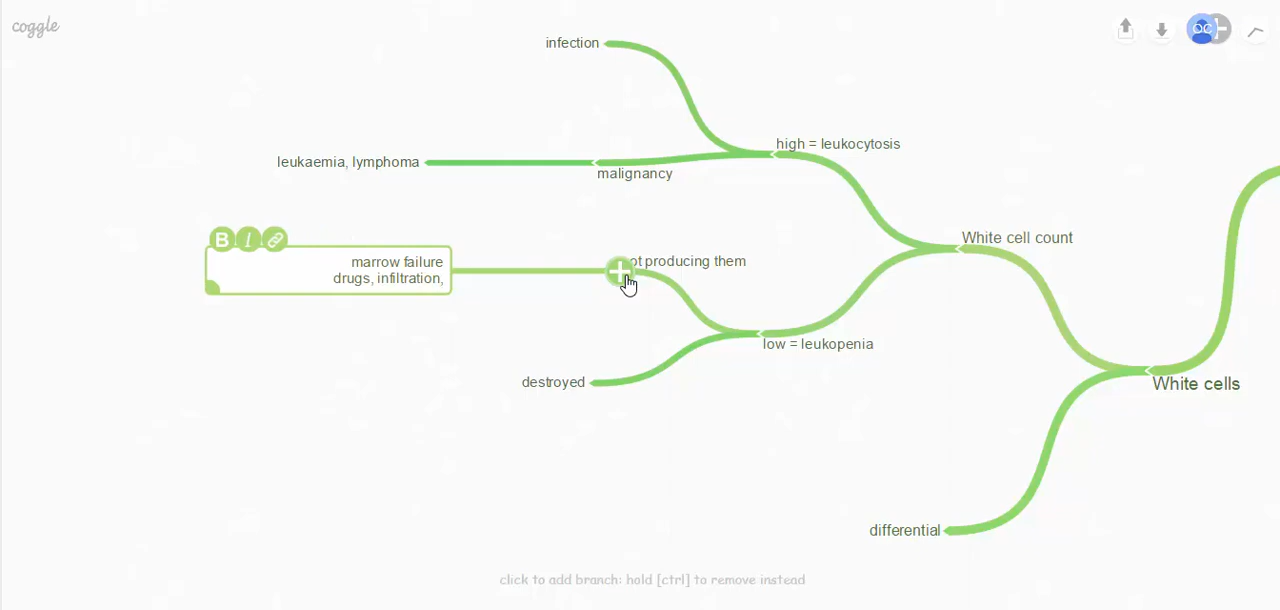 coggle
infection
high = leukocytosis
leukaemia, lymphoma
malignancy
White cell count
B I
marrow failure
drugs, infiltration,
ot producing them
low = leukopenia
destroyed
White cells
differential
click to add branch: hold [ctrl] to remove instead